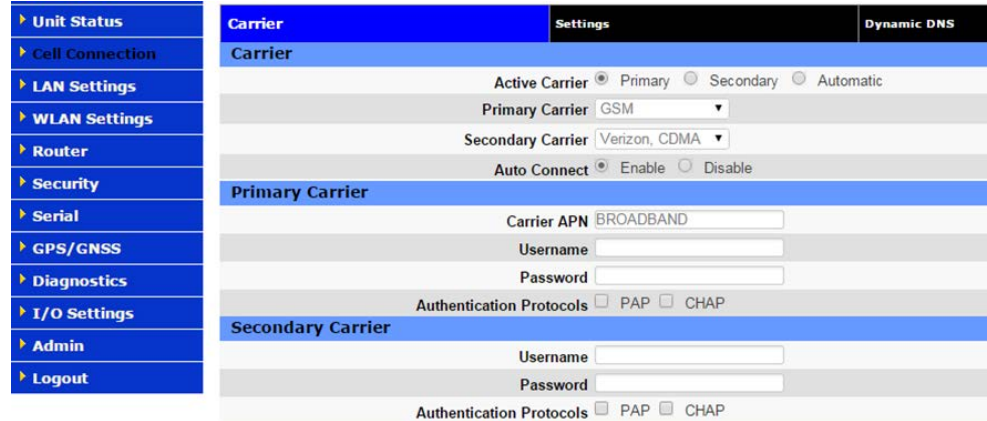 Unit Status
Cell Connection
LAN Settings
WLAN Settings
Router
Security
Serial
GPS/GNSS
Diagnostics
I/O Settings
Admin
Logout
Carrier Settings Dynamic DNS
Carrier
Active Carrier Primary Secondary Automatic
Primary Carrier GSM
Secondary Carrier Verizon, CDMA
Auto Connect Enable Disable
Primary Carrier
Carrier APN BROADBAND
Username
Password
Authentication Protocols PAP CHAP
Secondary Carrier
Username
Password
Authentication Protocols PAP CHAP